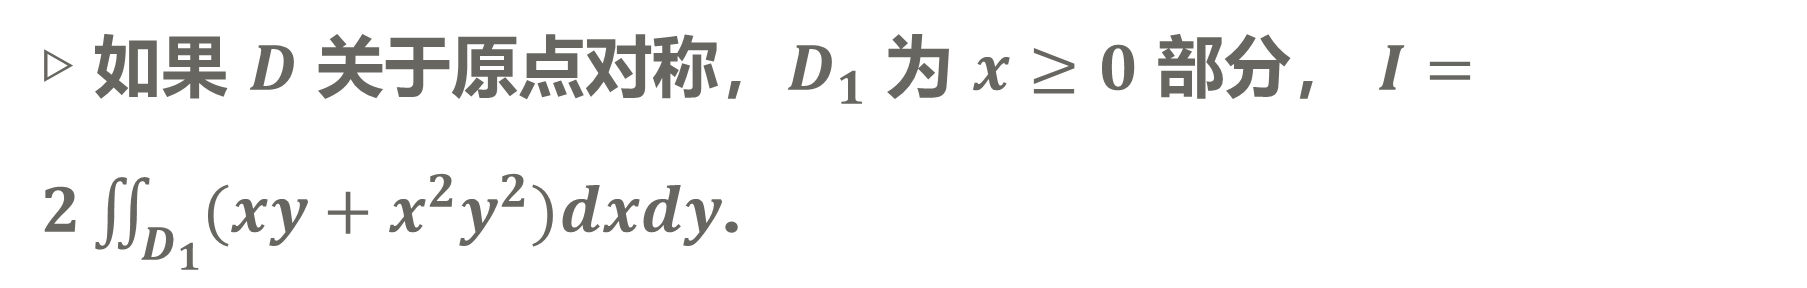 ▷ 如果 D 关于原点对称，D₁ 为 x ≥ 0 部分， I =
2 ∬_{D₁}(xy + x²y²)dxdy.